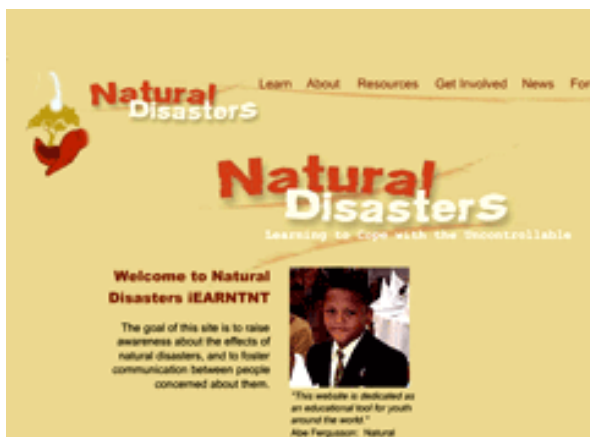 Natural
Disasters
Learn About Resources Get Involved News For
Natural
Disasters
Learning to Cope with the Uncontrollable
Welcome to Natural
Disasters iEARNTNT
The goal of this site is to raise
awareness about the effects of
natural disasters, and to foster
communication between people
concerned about them.
"This website is dedicated as
an educational tool for youth
around the world."
Abe Fergusson: Natural